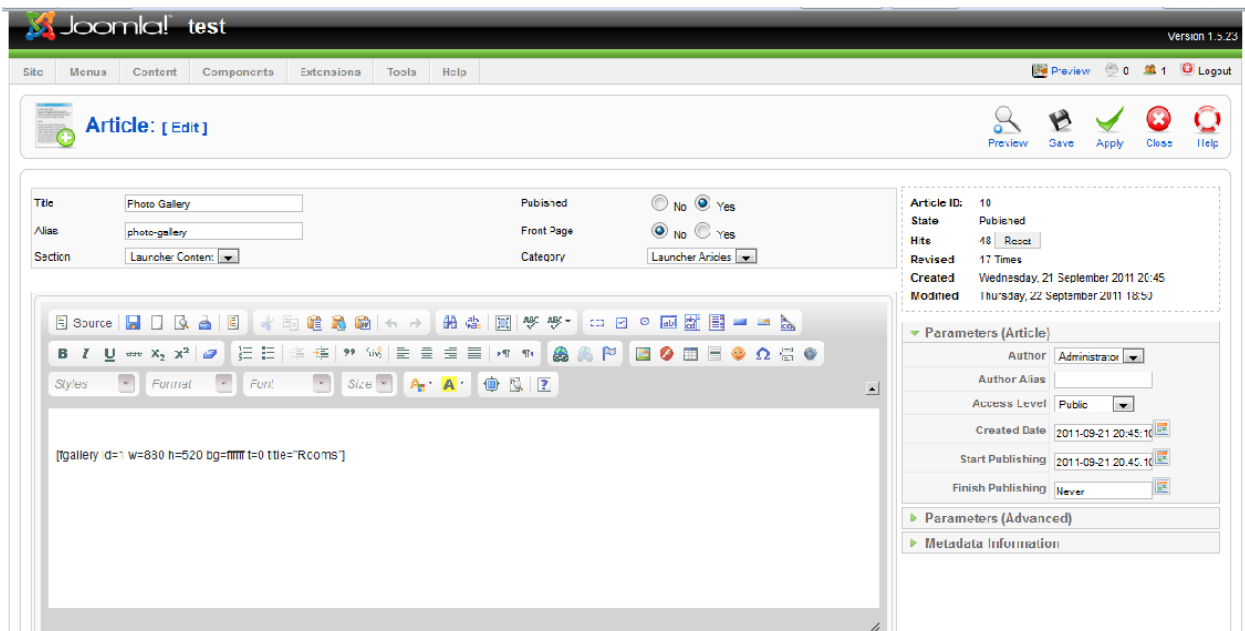 Joomla! test
Version 1.5.23
Site Menus Content Components Extensions Tools Help Preview 0 1 Logout
Article: [ Edit ]
Preview Save Apply Close Help
Title Photo Gallery Published No Yes
Alias photo-gallery Front Page No Yes
Section Launcher Content Category Launcher Articles
Article ID: 10
State Published
Hits 48 Reset
Revised 17 Times
Created Wednesday, 21 September 2011 20:45
Modified Thursday, 22 September 2011 18:50
Source
B I U abc X₂ X²
Styles Format Font Size A A ?
[fgallery id=1 w=880 h=520 bg=ffffff t=0 title="Rooms"]
Parameters (Article)
Author Administrator
Author Alias
Access Level Public
Created Date 2011-09-21 20:45:10
Start Publishing 2011-09-21 20:45:10
Finish Publishing Never
Parameters (Advanced)
Metadata Information